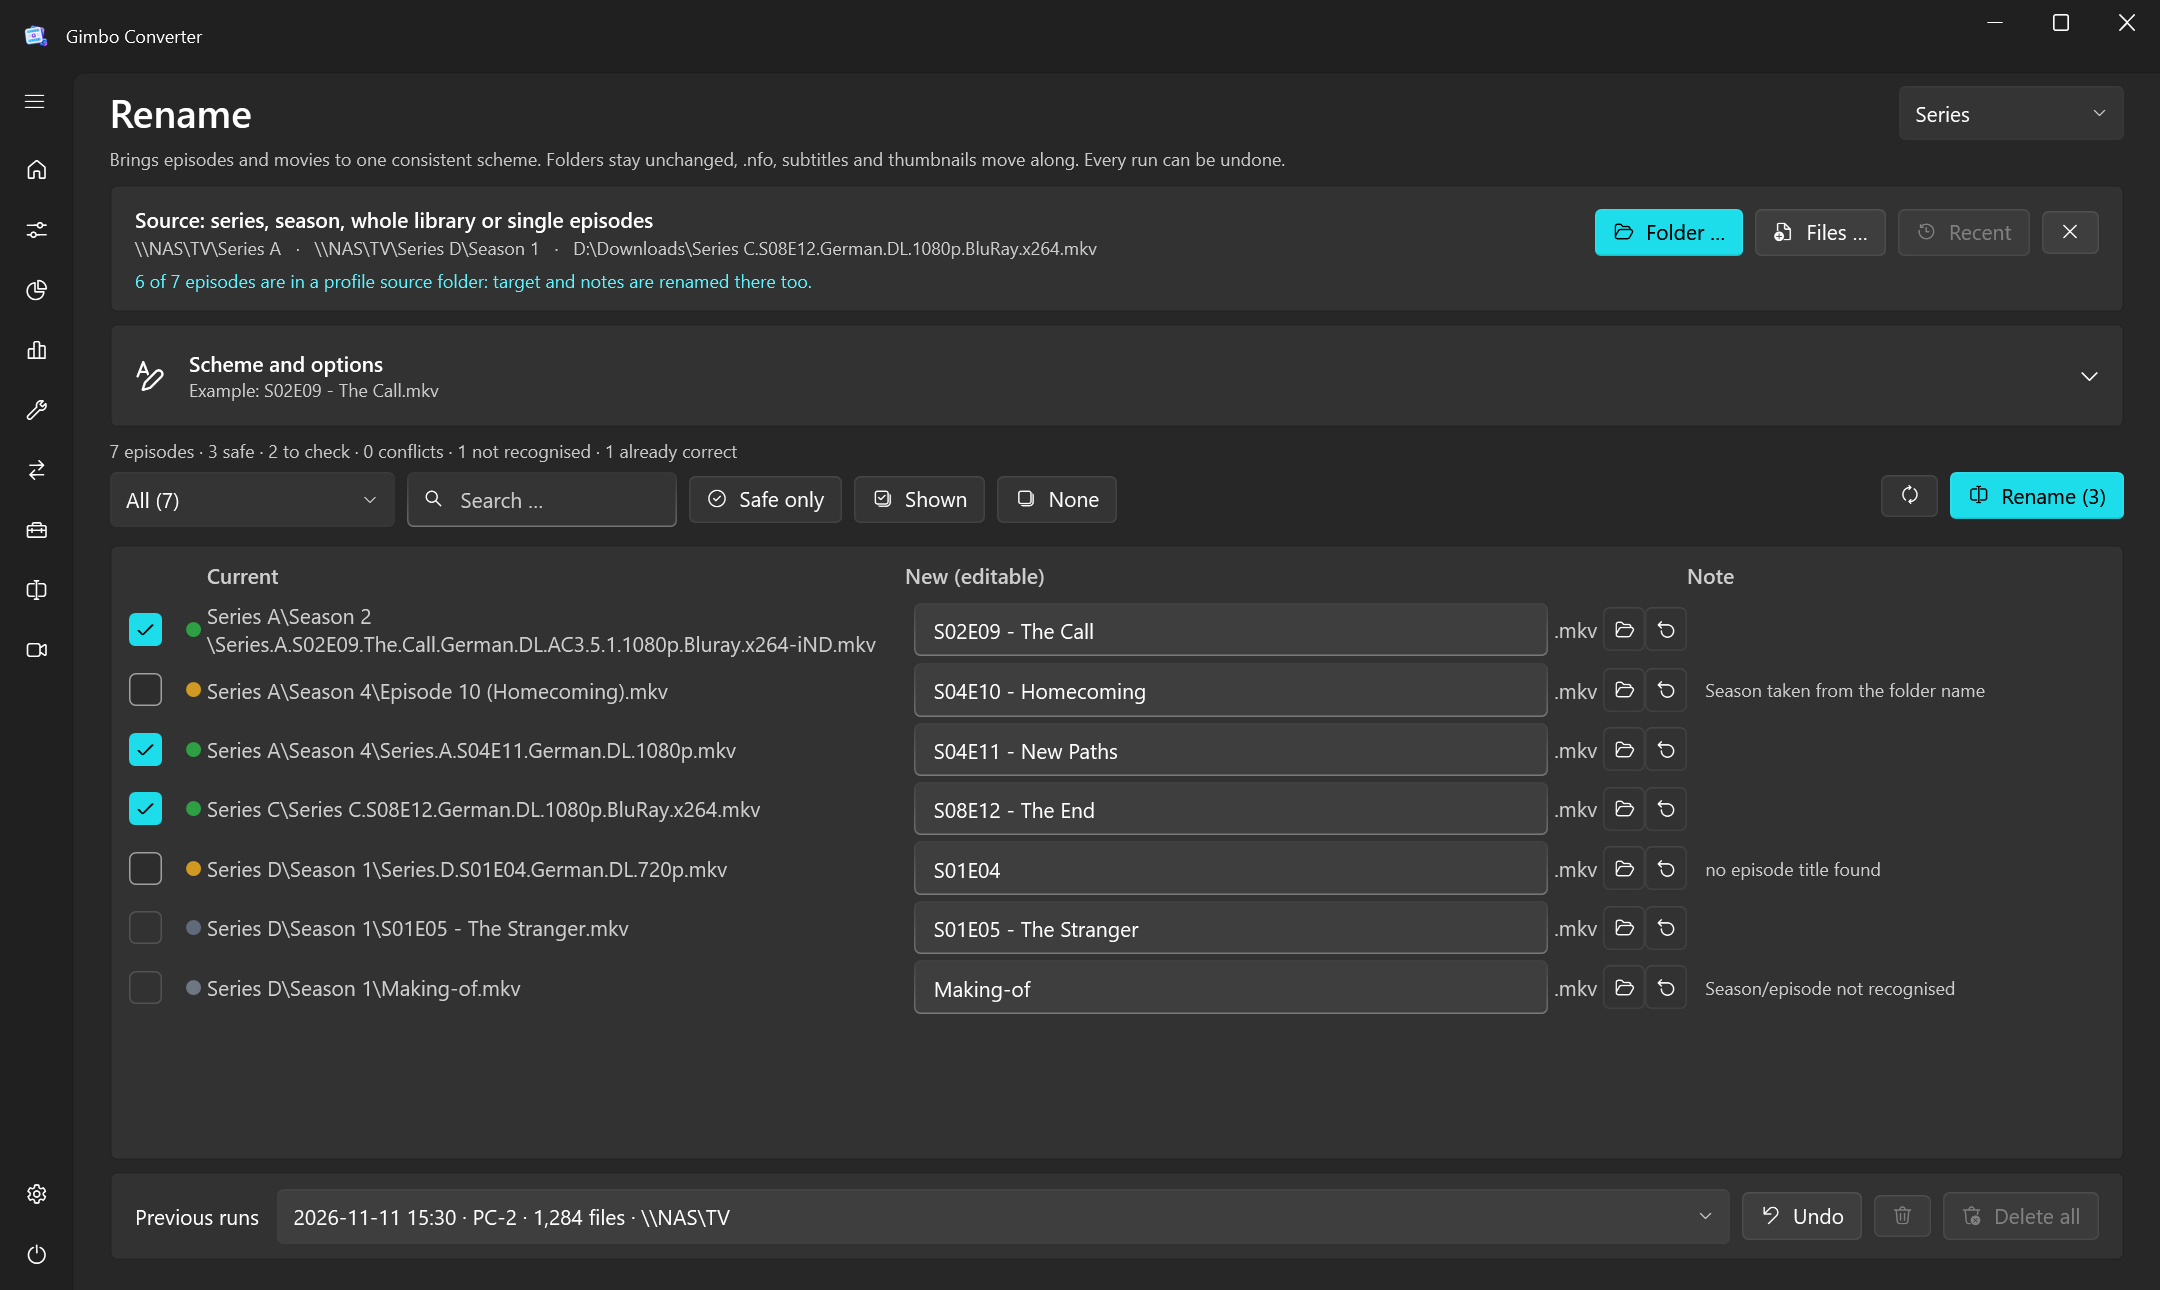 Gimbo Converter
Rename
Series
Brings episodes and movies to one consistent scheme. Folders stay unchanged, .nfo, subtitles and thumbnails move along. Every run can be undone.
Source: series, season, whole library or single episodes
\\NAS\TV\Series A · \\NAS\TV\Series D\Season 1 · D:\Downloads\Series C.S08E12.German.DL.1080p.BluRay.x264.mkv
6 of 7 episodes are in a profile source folder: target and notes are renamed there too.
Folder ...
Files ...
Recent
Scheme and options
Example: S02E09 - The Call.mkv
7 episodes · 3 safe · 2 to check · 0 conflicts · 1 not recognised · 1 already correct
All (7)
Search ...
Safe only
Shown
None
Rename (3)
Current
New (editable)
Note
Series A\Season 2
\Series.A.S02E09.The.Call.German.DL.AC3.5.1.1080p.Bluray.x264-iND.mkv
S02E09 - The Call
.mkv
Series A\Season 4\Episode 10 (Homecoming).mkv
S04E10 - Homecoming
.mkv
Season taken from the folder name
Series A\Season 4\Series.A.S04E11.German.DL.1080p.mkv
S04E11 - New Paths
.mkv
Series C\Series C.S08E12.German.DL.1080p.BluRay.x264.mkv
S08E12 - The End
.mkv
Series D\Season 1\Series.D.S01E04.German.DL.720p.mkv
S01E04
.mkv
no episode title found
Series D\Season 1\S01E05 - The Stranger.mkv
S01E05 - The Stranger
.mkv
Series D\Season 1\Making-of.mkv
Making-of
.mkv
Season/episode not recognised
Previous runs
2026-11-11 15:30 · PC-2 · 1,284 files · \\NAS\TV
Undo
Delete all